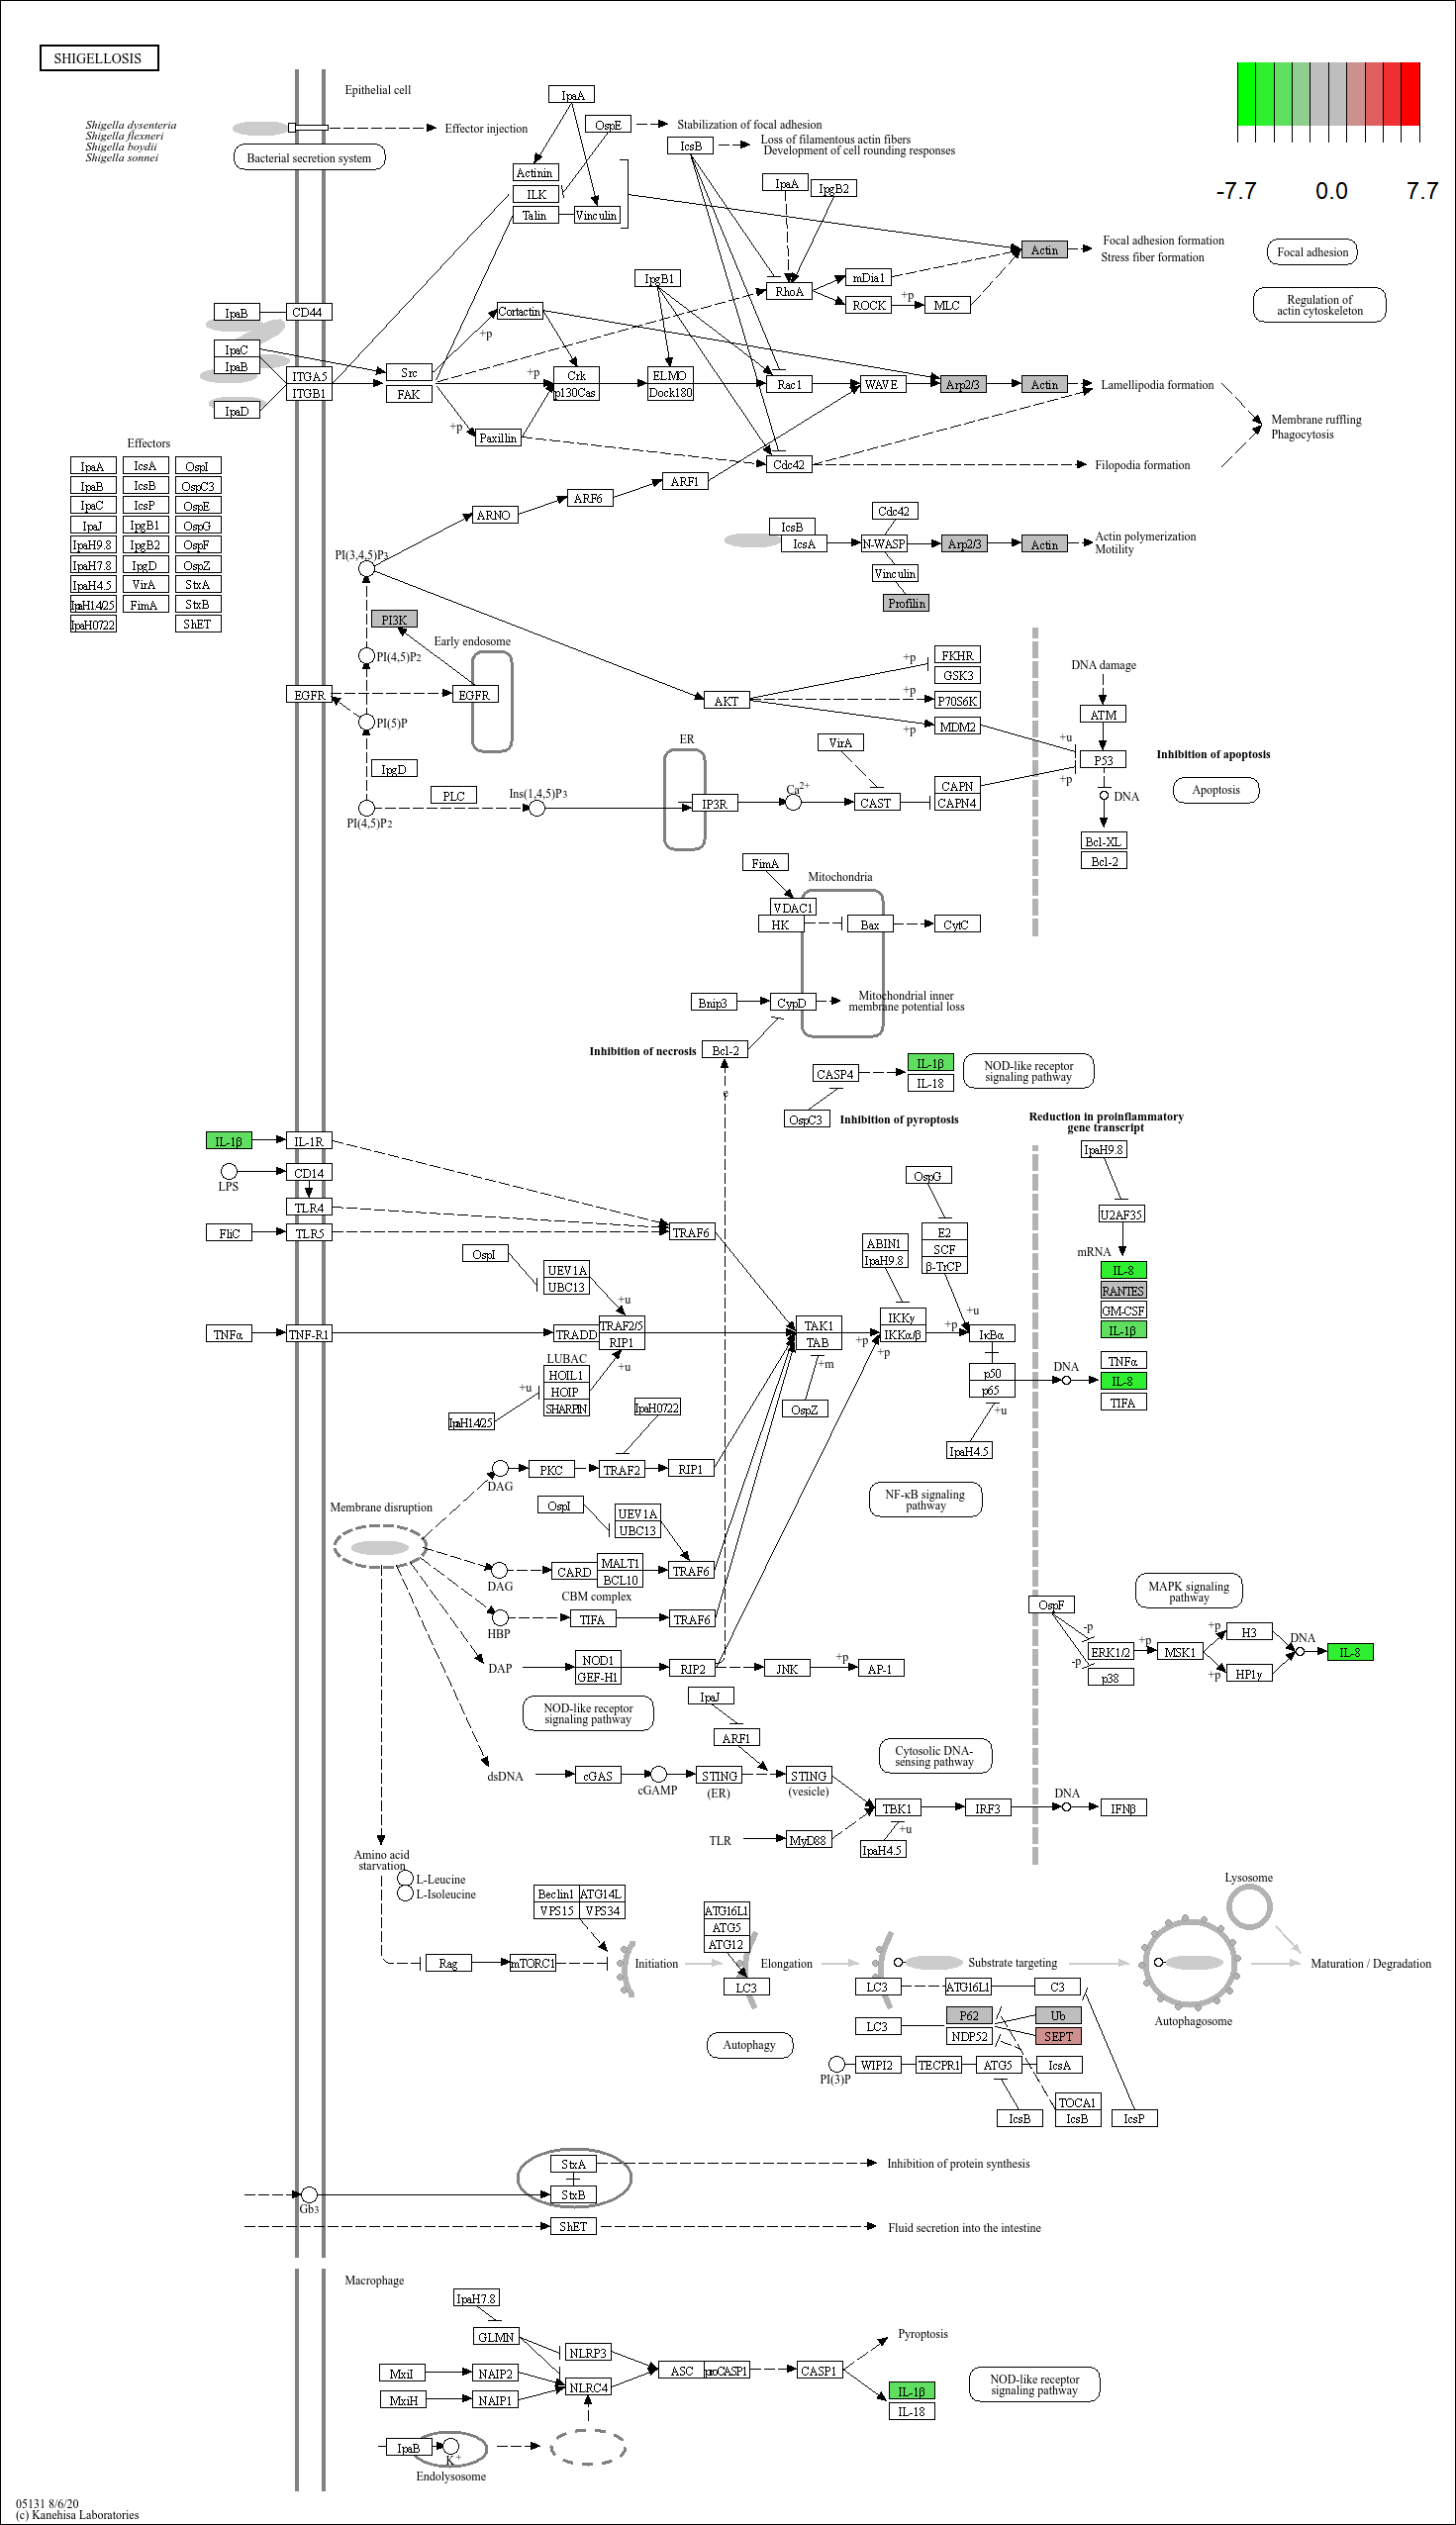 SHIGELLOSIS
Shigella dysenteria
Shigella flexneri
Shigella boydii
Shigella sonnei
Epithelial cell
Effector injection
Bacterial secretion system
-7.7 0.0 7.7
IpaA
OspE
Stabilization of focal adhesion
IcsB
Loss of filamentous actin fibers
Development of cell rounding responses
Actinin
ILK
Talin
Vinculin
IpaA
IpgB2
Actin
Focal adhesion formation
Stress fiber formation
Focal adhesion
Regulation of
actin cytoskeleton
IpgB1
RhoA
mDia1
ROCK
+p
MLC
IpaB
CD44
Cortactin
+p
IpaC
IpaB
ITGA5
ITGB1
IpaD
Src
FAK
+p
Crk
p130Cas
ELMO
Dock180
Rac1
WAVE
Arp2/3
Actin
Lamellipodia formation
Membrane ruffling
Phagocytosis
+p
Paxillin
Cdc42
Filopodia formation
Effectors
IpaA IcsA OspI
IpaB IcsB OspC3
IpaC IcsP OspE
IpaJ IpgB1 OspG
IpaH9.8 IpgB2 OspF
IpaH7.8 IpgD OspZ
IpaH4.5 VirA StxA
IpaH1.4/2.5 FimA StxB
IpaH0722 ShET
ARF1
ARF6
ARNO
PI(3,4,5)P3
IcsB
IcsA
Cdc42
N-WASP
Vinculin
Profilin
Arp2/3
Actin
Actin polymerization
Motility
PI3K
Early endosome
PI(4,5)P2
EGFR
EGFR
PI(5)P
IpgD
PI(4,5)P2
PLC
Ins(1,4,5)P3
AKT
+p
FKHR
GSK3
+p
P70S6K
+p
MDM2
+u
+p
DNA damage
ATM
P53
DNA
Bcl-XL
Bcl-2
Inhibition of apoptosis
Apoptosis
ER
IP3R
Ca2+
VirA
CAST
CAPN
CAPN4
FimA
Mitochondria
VDAC1
HK
Bax
CytC
Bnip3
CypD
Mitochondrial inner
membrane potential loss
Inhibition of necrosis
Bcl-2
e
CASP4
IL-1β
IL-18
NOD-like receptor
signaling pathway
OspC3
Inhibition of pyroptosis
Reduction in proinflammatory
gene transcript
IpaH9.8
U2AF35
mRNA
IL-8
RANTES
GM-CSF
IL-1β
TNFα
IL-8
TIFA
IL-1β
IL-1R
LPS
CD14
TLR4
FliC
TLR5
TRAF6
OspI
UEV1A
UBC13
+u
TNFα
TNF-R1
TRADD
TRAF2/5
RIP1
+u
LUBAC
HOIL1
HOIP
SHARPIN
+u
IpaH1.4/2.5
IpaH0722
TAK1
TAB
+m
OspZ
OspG
E2
SCF
β-TrCP
ABIN1
IpaH9.8
IKKγ
IKKα/β
+p
+p
+p
+u
IκBα
p50
p65
+u
IpaH4.5
DNA
DAG
PKC
TRAF2
RIP1
NF-κB signaling
pathway
Membrane disruption
OspI
UEV1A
UBC13
DAG
CARD
MALT1
BCL10
CBM complex
TRAF6
HBP
TIFA
TRAF6
DAP
NOD1
GEF-H1
RIP2
JNK
+p
AP-1
NOD-like receptor
signaling pathway
MAPK signaling
pathway
OspF
-p
-p
ERK1/2
p38
+p
MSK1
+p
+p
H3
HP1γ
DNA
IL-8
IpaJ
ARF1
dsDNA
cGAS
cGAMP
STING
(ER)
STING
(vesicle)
Cytosolic DNA-
sensing pathway
TBK1
IRF3
DNA
IFNβ
TLR
MyD88
+u
IpaH4.5
Amino acid
starvation
L-Leucine
L-Isoleucine
Rag
mTORC1
Beclin1 ATG14L
VPS15 VPS34
Initiation
ATG16L1
ATG5
ATG12
LC3
Elongation
Substrate targeting
Lysosome
Autophagosome
Maturation / Degradation
LC3
ATG16L1
C3
LC3
P62
NDP52
Ub
SEPT
Autophagy
PI(3)P
WIPI2
TECPR1
ATG5
IcsA
IcsB
TOCA1
IcsB
IcsP
StxA
StxB
Inhibition of protein synthesis
Gb3
ShET
Fluid secretion into the intestine
Macrophage
IpaH7.8
GLMN
NLRP3
MxiI
NAIP2
NLRC4
MxiH
NAIP1
ASC
proCASP1
CASP1
Pyroptosis
IL-1β
IL-18
NOD-like receptor
signaling pathway
IpaB
K+
Endolysosome
05131 8/6/20
(c) Kanehisa Laboratories